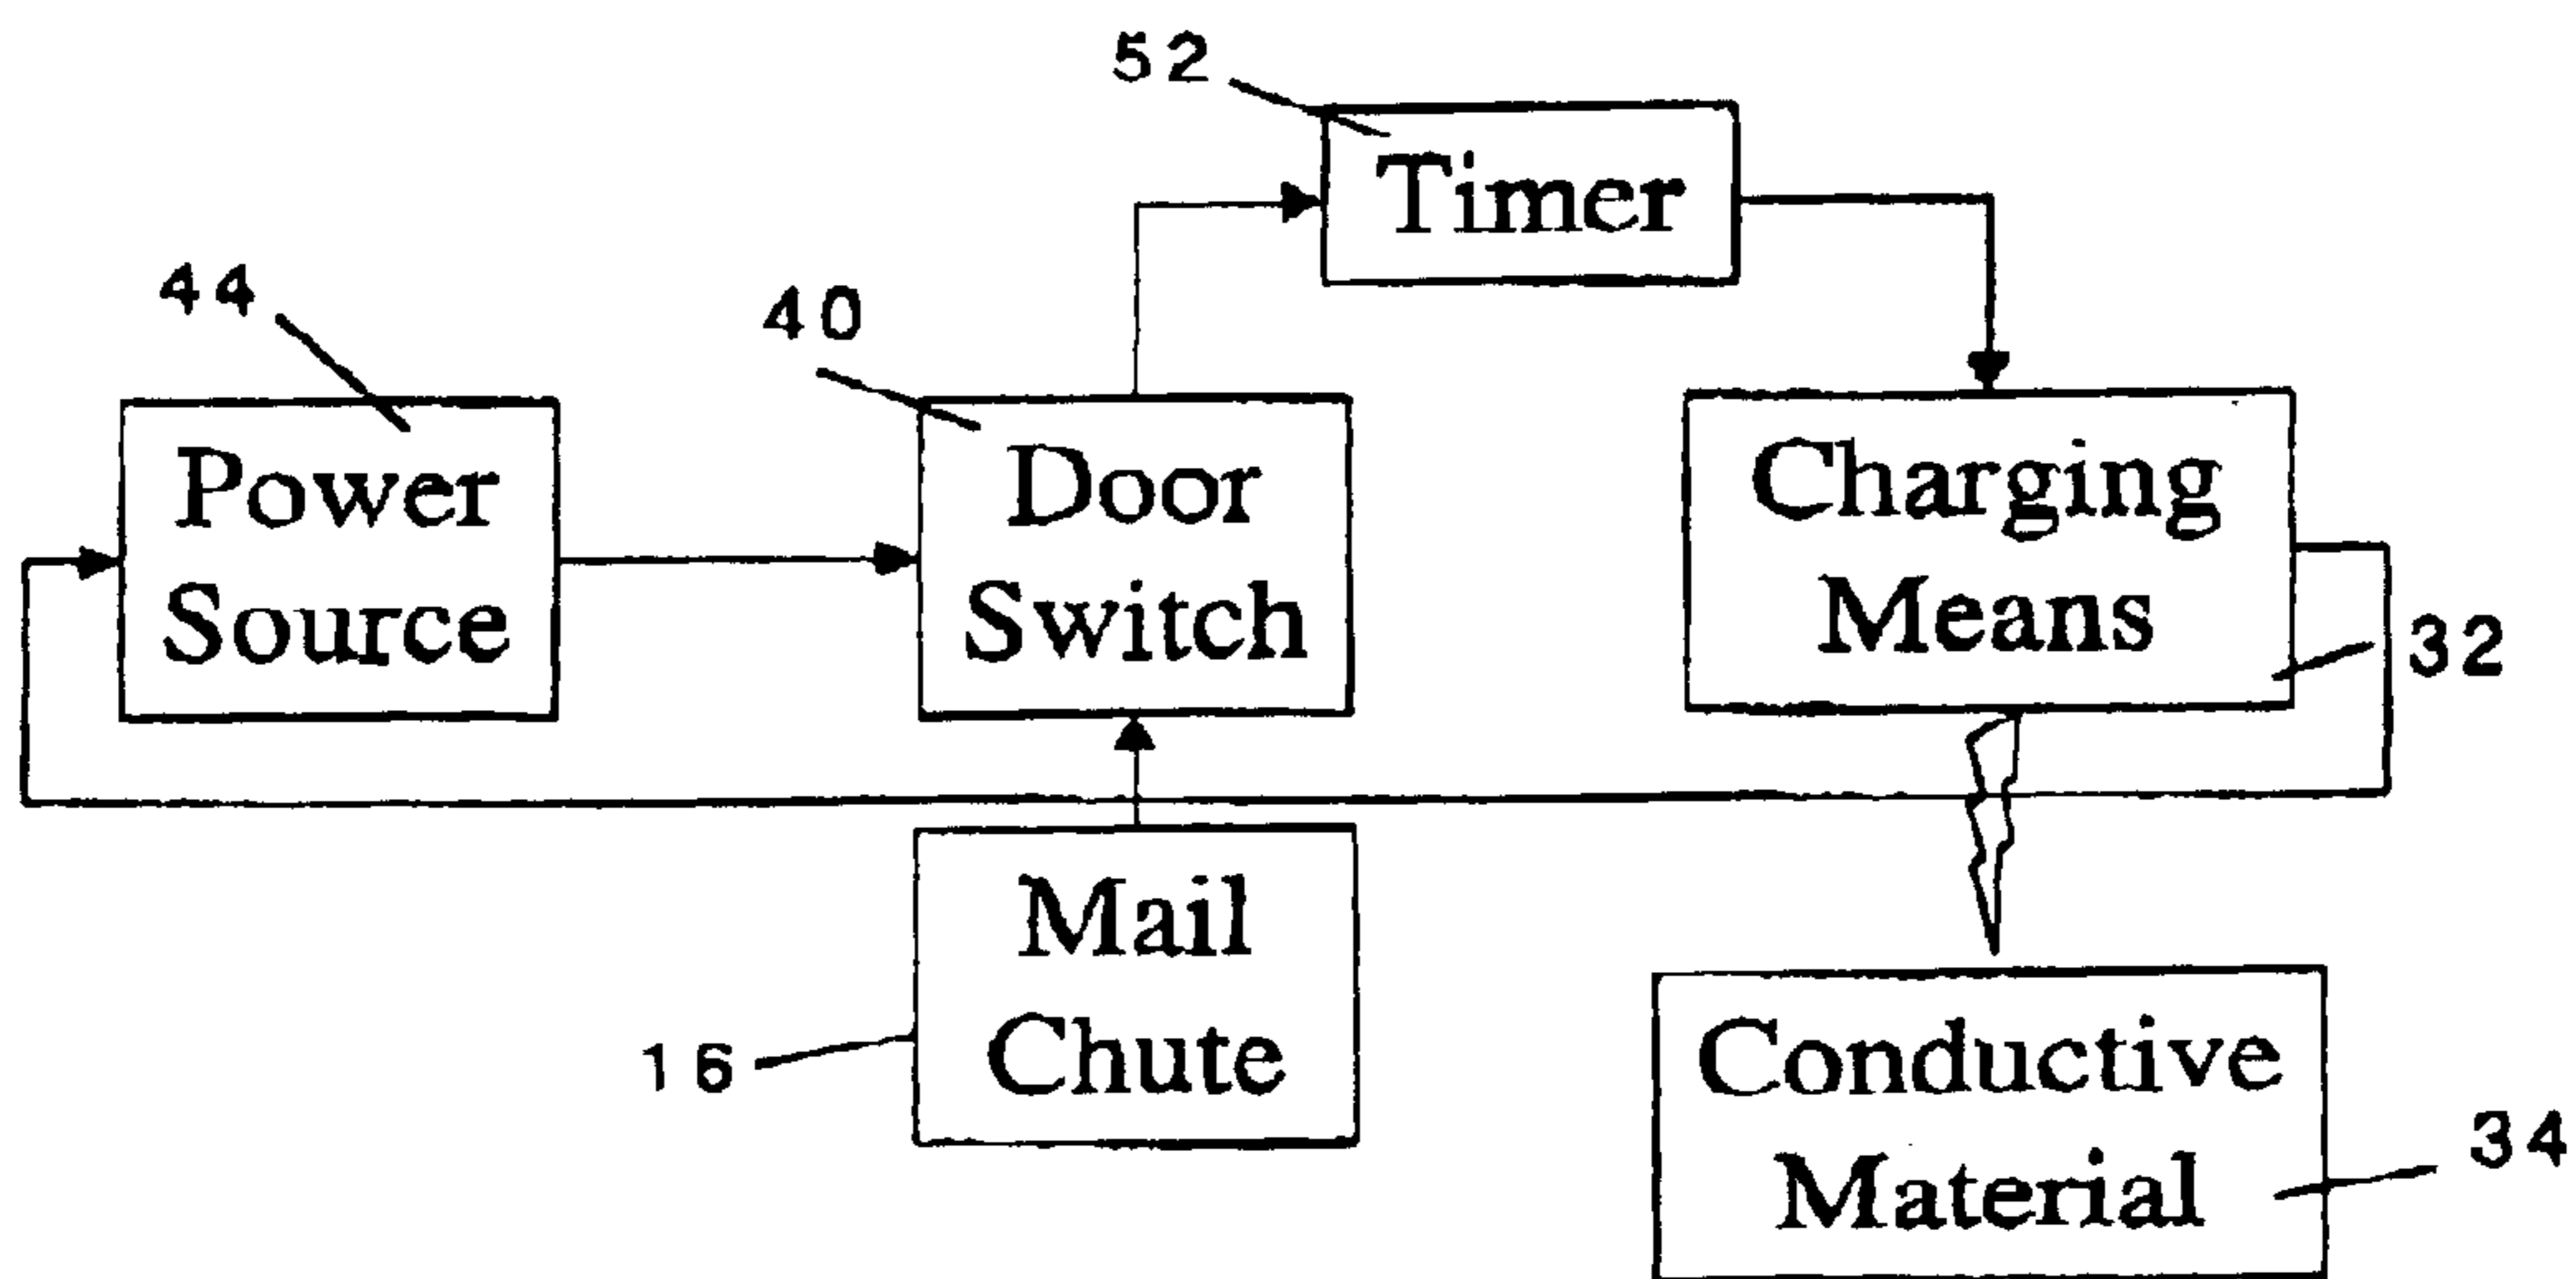 52
Timer
44
40
Power
Source
Door
Switch
Charging
Means
32
Mail
Chute
16
Conductive
Material
34